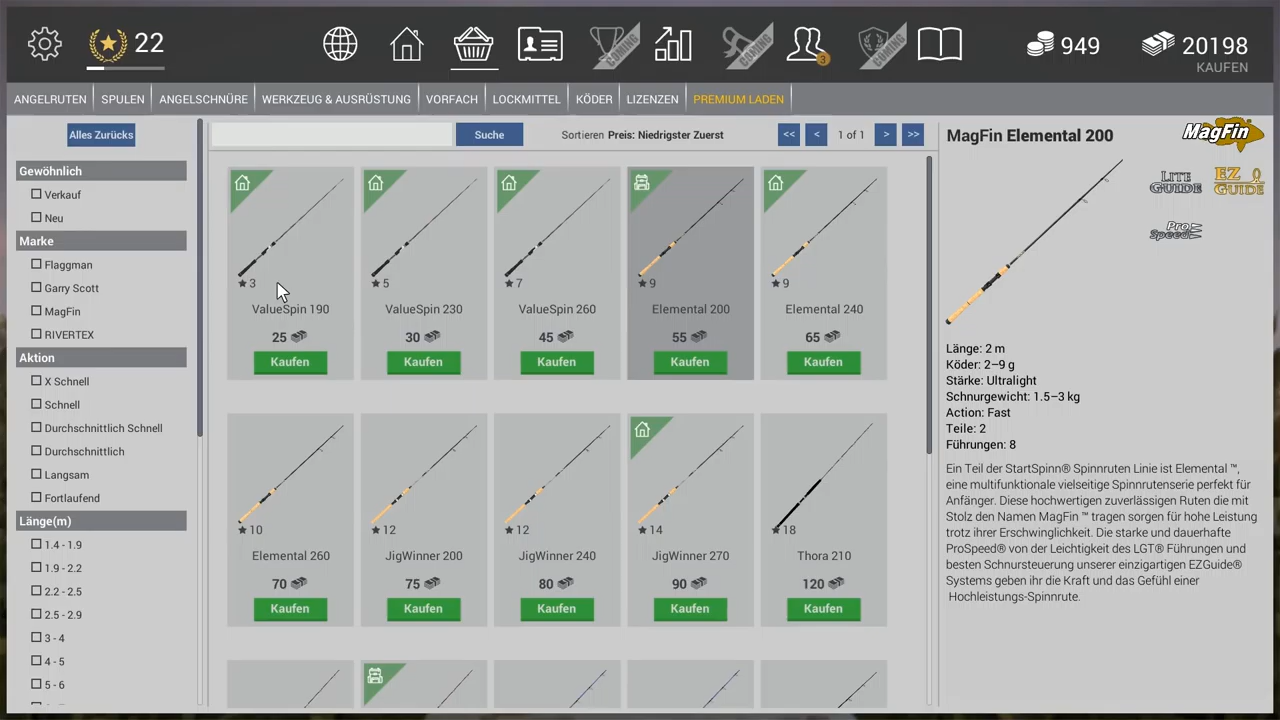 22
COMING
COMING
3
COMING
949
20198
KAUFEN
ANGELRUTEN
SPULEN
ANGELSCHNÜRE
WERKZEUG & AUSRÜSTUNG
VORFACH
LOCKMITTEL
KÖDER
LIZENZEN
PREMIUM LADEN
Alles Zurücks
Gewöhnlich
Verkauf
Neu
Marke
Flaggman
Garry Scott
MagFin
RIVERTEX
Aktion
X Schnell
Schnell
Durchschnittlich Schnell
Durchschnittlich
Langsam
Fortlaufend
Länge(m)
1.4 - 1.9
1.9 - 2.2
2.2 - 2.5
2.5 - 2.9
3 - 4
4 - 5
5 - 6
Suche
Sortieren Preis: Niedrigster Zuerst
<<
<
1 of 1
>
>>
3
ValueSpin 190
25
Kaufen
5
ValueSpin 230
30
Kaufen
7
ValueSpin 260
45
Kaufen
9
Elemental 200
55
Kaufen
9
Elemental 240
65
Kaufen
10
Elemental 260
70
Kaufen
12
JigWinner 200
75
Kaufen
12
JigWinner 240
80
Kaufen
14
JigWinner 270
90
Kaufen
18
Thora 210
120
Kaufen
MagFin Elemental 200
MagFin
LITE
GUIDE
EZ
GUIDE
Pro
Speed
Länge: 2 m
Köder: 2–9 g
Stärke: Ultralight
Schnurgewicht: 1.5–3 kg
Action: Fast
Teile: 2
Führungen: 8
Ein Teil der StartSpinn® Spinnruten Linie ist Elemental ™,
eine multifunktionale vielseitige Spinnrutenserie perfekt für
Anfänger. Diese hochwertigen zuverlässigen Ruten die mit
Stolz den Namen MagFin ™ tragen sorgen für hohe Leistung
trotz ihrer Erschwinglichkeit. Die starke und dauerhafte
ProSpeed® von der Leichtigkeit des LGT® Führungen und
besten Schnursteuerung unserer einzigartigen EZGuide®
Systems geben ihr die Kraft und das Gefühl einer
Hochleistungs-Spinnrute.